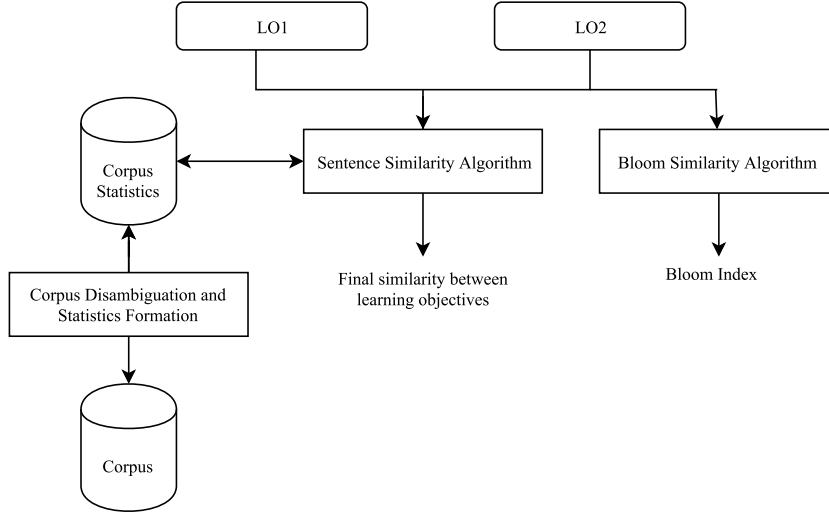 LO1
LO2
Corpus
Statistics
Sentence Similarity Algorithm
Bloom Similarity Algorithm
Final similarity between
learning objectives
Bloom Index
Corpus Disambiguation and
Statistics Formation
Corpus